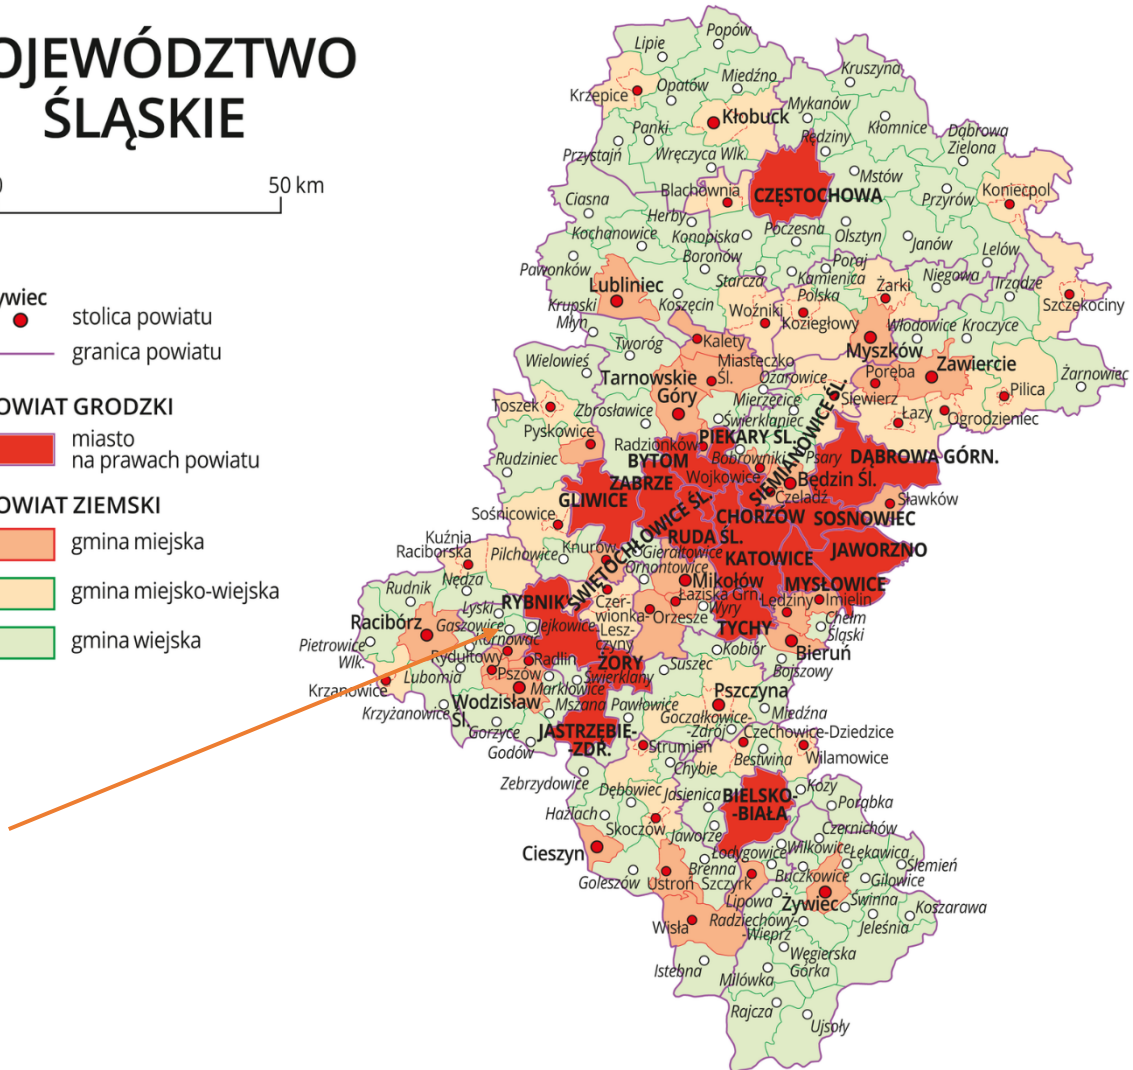 OJEWÓDZTWO
ŚLĄSKIE
0
50 km
ywiec
stolica powiatu
granica powiatu
OWIAT GRODZKI
miasto
na prawach powiatu
OWIAT ZIEMSKI
gmina miejska
gmina miejsko-wiejska
gmina wiejska
Popów
Lipie
Kruszyna
Miedźno
Opatów
Krzepice
Mykanów
Kłobuck
Kłomnice
Panki
Rędziny
Dąbrowa
Zielona
Przystajń
Wręczyca Wlk.
Mstów
Koniecpol
Blachownia
CZĘSTOCHOWA
Przyrów
Ciasna
Herby
Kochanowice
Konopiska
Poczesna
Olsztyn
Janów
Lelów
Boronów
Pawonków
Poraj
Starcza
Kamienica
Polska
Niegowa
Irządze
Lubliniec
Żarki
Szczekociny
Krupski
Młyn
Koszęcin
Woźniki
Koziegłowy
Włodowice
Kroczyce
Kalety
Myszków
Tworóg
Wielowieś
Miasteczko
Śl.
Zawiercie
Żarnowiec
Tarnowskie
Góry
Ożarowice
Poręba
Mierzęcice
Siewierz
Pilica
Toszek
Zbrosławice
Świerklaniec
Łazy
Ogrodzieniec
Pyskowice
Radzionków
PIEKARY ŚL.
SIEMIANOWICE ŚL.
Rudziniec
BYTOM
Bobrowniki
Psary
DĄBROWA GÓRN.
ZABRZE
Wojkowice
Będzin Śl.
GLIWICE
Czeladź
Sławków
Sośnicowice
ŚWIĘTOCHŁOWICE ŚL.
CHORZÓW
SOSNOWIEC
Kuźnia
Raciborska
Pilchowice
Knurów
RUDA ŚL.
Gierałtowice
KATOWICE
JAWORZNO
Ornontowice
Nędza
Rudnik
Mikołów
MYSŁOWICE
Łaziska Grn.
Lędziny
Imielin
Lyski
RYBNIK
Czer-
wionka-
Lesz-
czyny
Orzesze
Wyry
TYCHY
Chełm
Śląski
Racibórz
Gaszowice
Jejkowice
Kornowac
Pietrowice
Wlk.
Rydułtowy
Radlin
ŻORY
Kobiór
Bieruń
Bojszowy
Krzanowice
Lubomia
Pszów
Suszec
Świerklany
Marklowice
Pszczyna
Krzyżanowice
Wodzisław
Śl.
Mszana
Pawłowice
Goczałkowice-
-Zdrój
Miedźna
Gorzyce
JASTRZĘBIE-
-ZDR.
Czechowice-Dziedzice
Godów
Strumień
Bestwina
Wilamowice
Chybie
Zebrzydowice
Dębowiec
Jasienica
BIELSKO-
-BIAŁA
Kozy
Porąbka
Hażlach
Skoczów
Jaworze
Czernichów
Cieszyn
Łodygowice
Wilkowice
Łękawica
Ślemień
Goleszów
Ustroń
Brenna
Szczyrk
Buczkowice
Gilowice
Lipowa
Żywiec
Świnna
Koszarawa
Wisła
Radziechowy-
-Wieprz
Jeleśnia
Istebna
Węgierska
Górka
Milówka
Rajcza
Ujsoły